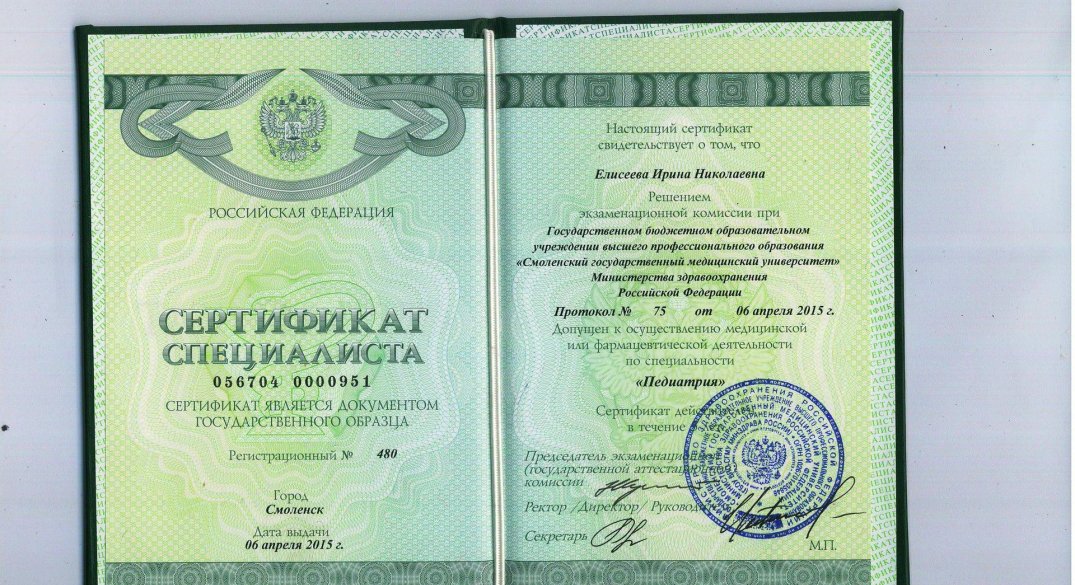 РОССИЙСКАЯ ФЕДЕРАЦИЯ
СЕРТИФИКАТ
СПЕЦИАЛИСТА
056704 0000951
СЕРТИФИКАТ ЯВЛЯЕТСЯ ДОКУМЕНТОМ
ГОСУДАРСТВЕННОГО ОБРАЗЦА
Регистрационный № 480
Город
Смоленск
Дата выдачи
06 апреля 2015 г.
Настоящий сертификат
свидетельствует о том, что
Елисеева Ирина Николаевна
Решением
экзаменационной комиссии при
Государственном бюджетном образовательном
учреждении высшего профессионального образования
«Смоленский государственный медицинский университет»
Министерства здравоохранения
Российской Федерации
Протокол № 75 от 06 апреля 2015 г.
Допущен к осуществлению медицинской
или фармацевтической деятельности
по специальности
«Педиатрия»
Сертификат
в течение
Председатель экзаменационной
(государственной аттестационной)
комиссии
Ректор /Директор/
Секретарь
М.П.